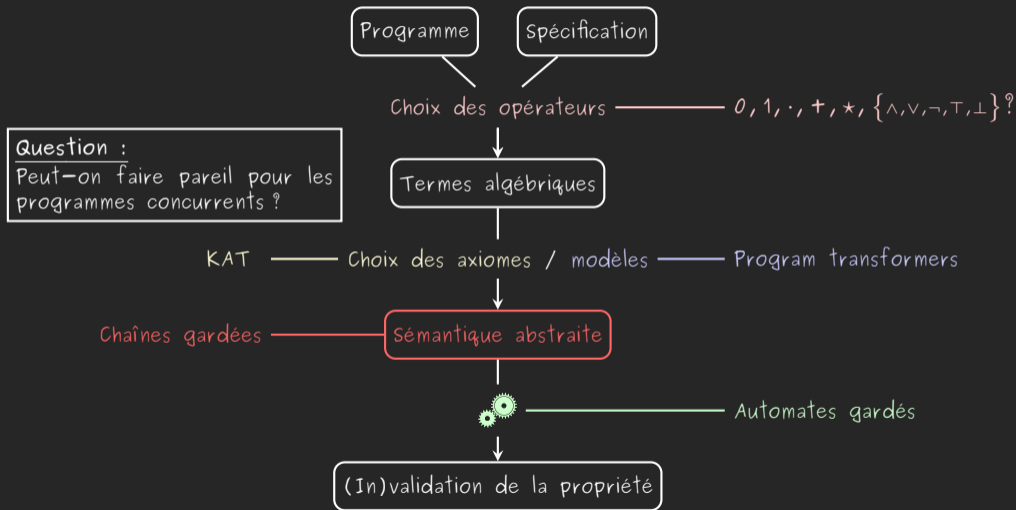 Programme
Spécification
Choix des opérateurs
0, 1, ·, +, ⋆, {∧,∨,¬,⊤,⊥}?
Question :
Peut-on faire pareil pour les
programmes concurrents ?
Termes algébriques
KAT
Choix des axiomes / modèles
Program transformers
Chaînes gardées
Sémantique abstraite
Automates gardés
(In)validation de la propriété